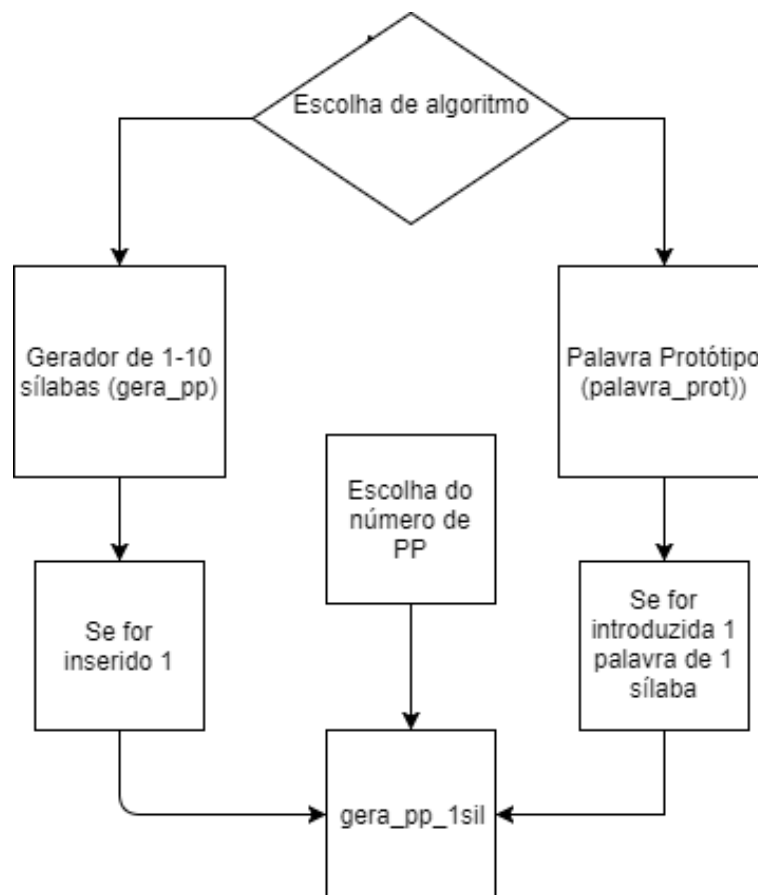 Escolha de algoritmo
Gerador de 1-10
sílabas (gera_pp)
Palavra Protótipo
(palavra_prot))
Escolha do
número de
PP
Se for
inserido 1
Se for
introduzida 1
palavra de 1
sílaba
gera_pp_1sil